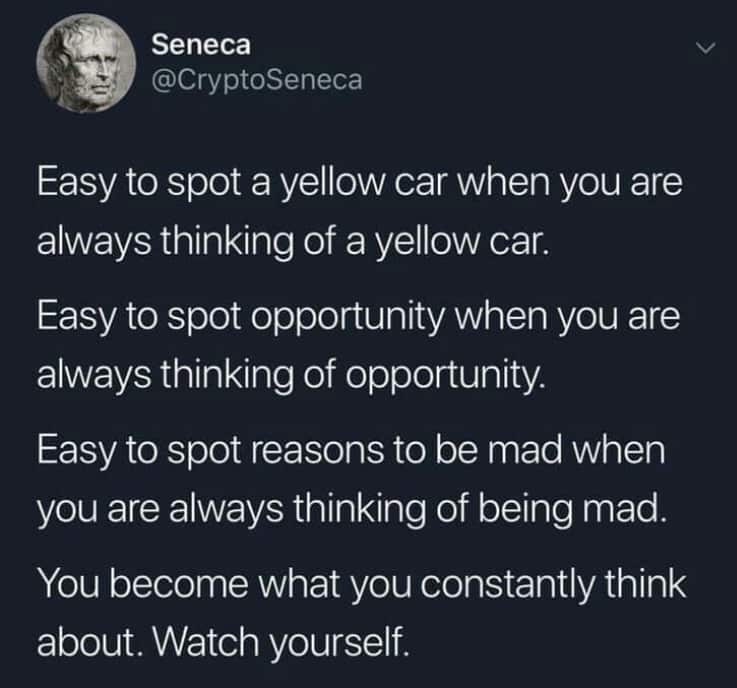 Seneca
@CryptoSeneca
Easy to spot a yellow car when you are
always thinking of a yellow car.
Easy to spot opportunity when you are
always thinking of opportunity.
Easy to spot reasons to be mad when
you are always thinking of being mad.
You become what you constantly think
about. Watch yourself.